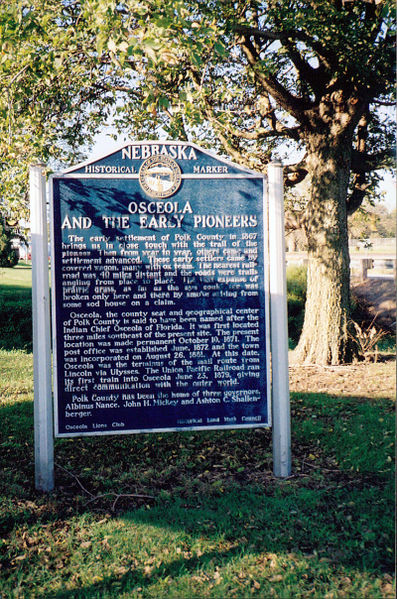 NEBRASKA
HISTORICAL MARKER
OSCEOLA
AND THE EARLY PIONEERS
The early settlement of Polk County in 1867
brings us in close touch with the trail of the
pioneer. Then from year to year, others came and
settlement advanced. These early settlers came by
covered wagon, many with ox team. The nearest rail
road was 40 miles distant and the roads were trails
angling from place to place. The vast expanse of
prairie grass, as far as the eye could see was
broken only here and there by smoke arising from
some sod house on a claim.
Osceola, the county seat and geographical center
of Polk County is said to have been named after the
Indian Chief Osceola of Florida. It was first located
three miles southeast of the present site. The present
location was made permanent October 10, 1871. The
post office was established June, 1872 and the town
was incorporated on August 26, 1881. At this date,
Osceola was the terminus of the mail route from
Lincoln via Ulysses. The Union Pacific Railroad ran
its first train into Osceola June 23, 1879, giving
direct communication with the outer world.
Polk County has been the home of three governors,
Albinus Nance, John H. Mickey and Ashton C. Shallen-
berger.
Osceola Lions Club Historical Land Mark Council